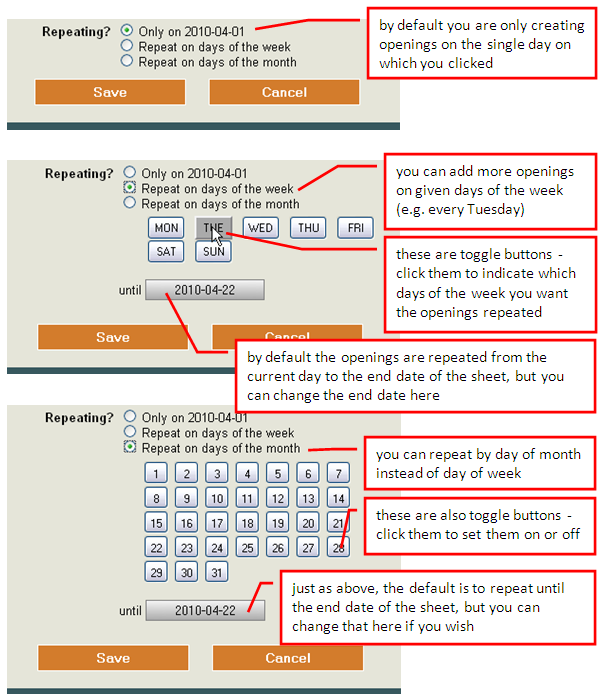 Repeating? Only on 2010-04-01
Repeat on days of the week
Repeat on days of the month
Save Cancel
by default you are only creating
openings on the single day on
which you clicked
Repeating? Only on 2010-04-01
Repeat on days of the week
Repeat on days of the month
MON TUE WED THU FRI
SAT SUN
until 2010-04-22
Save Cancel
you can add more openings
on given days of the week
(e.g. every Tuesday)
these are toggle buttons -
click them to indicate which
days of the week you want
the openings repeated
by default the openings are repeated from the
current day to the end date of the sheet, but you
can change the end date here
Repeating? Only on 2010-04-01
Repeat on days of the week
Repeat on days of the month
1 2 3 4 5 6 7
8 9 10 11 12 13 14
15 16 17 18 19 20 21
22 23 24 25 26 27 28
29 30 31
until 2010-04-22
Save Cancel
you can repeat by day of month
instead of day of week
these are also toggle buttons -
click them to set them on or off
just as above, the default is to repeat until
the end date of the sheet, but you can
change that here if you wish